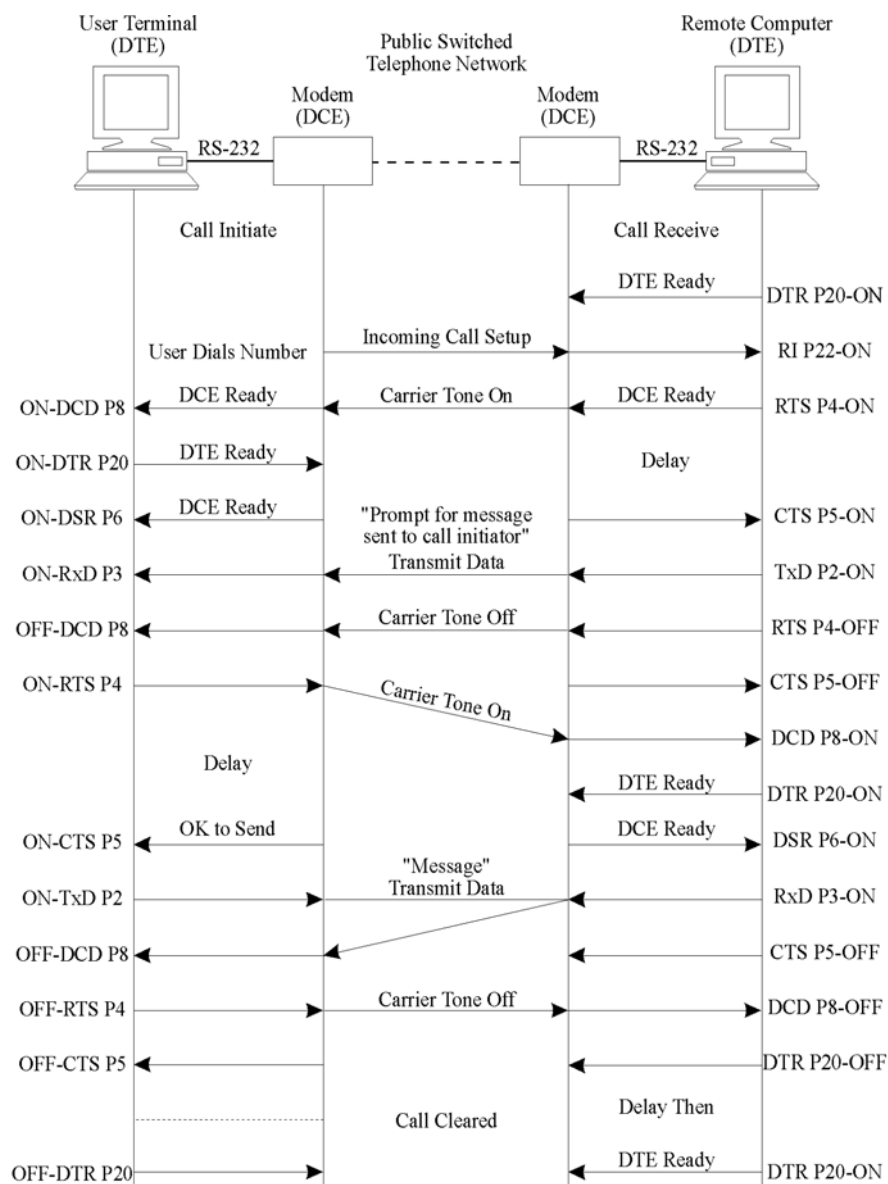 User Terminal
(DTE)
Public Switched
Telephone Network
Remote Computer
(DTE)
Modem
(DCE)
Modem
(DCE)
RS-232
RS-232
Call Initiate
Call Receive
DTE Ready
DTR P20-ON
User Dials Number
Incoming Call Setup
RI P22-ON
ON-DCD P8
DCE Ready
Carrier Tone On
DCE Ready
RTS P4-ON
ON-DTR P20
DTE Ready
Delay
ON-DSR P6
DCE Ready
"Prompt for message
sent to call initiator"
CTS P5-ON
ON-RxD P3
Transmit Data
TxD P2-ON
OFF-DCD P8
Carrier Tone Off
RTS P4-OFF
ON-RTS P4
Carrier Tone On
CTS P5-OFF
DCD P8-ON
Delay
DTE Ready
DTR P20-ON
ON-CTS P5
OK to Send
DCE Ready
DSR P6-ON
"Message"
ON-TxD P2
Transmit Data
RxD P3-ON
OFF-DCD P8
CTS P5-OFF
OFF-RTS P4
Carrier Tone Off
DCD P8-OFF
OFF-CTS P5
DTR P20-OFF
Call Cleared
Delay Then
OFF-DTR P20
DTE Ready
DTR P20-ON